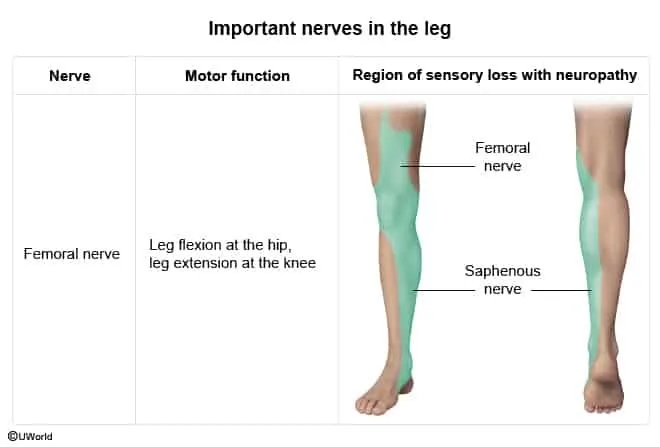 Important nerves in the leg
Nerve
Motor function
Region of sensory loss with neuropathy
Femoral nerve
Leg flexion at the hip,
leg extension at the knee
Femoral
nerve
Saphenous
nerve
©UWorld